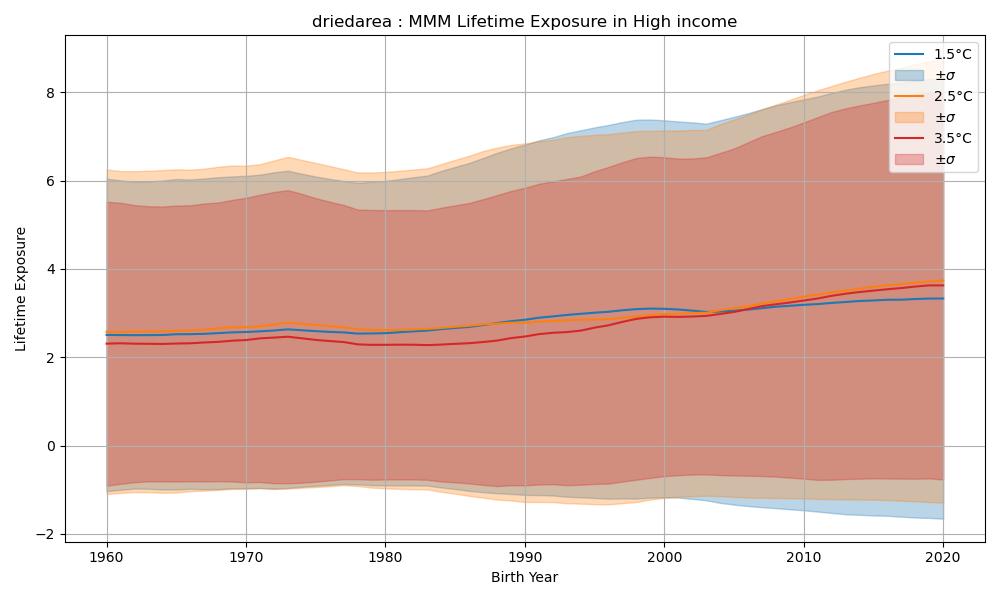 driedarea : MMM Lifetime Exposure in High income
1.5°C
±σ
2.5°C
±σ
3.5°C
±σ
Lifetime Exposure
8
6
4
2
0
−2
1960
1970
1980
1990
2000
2010
2020
Birth Year